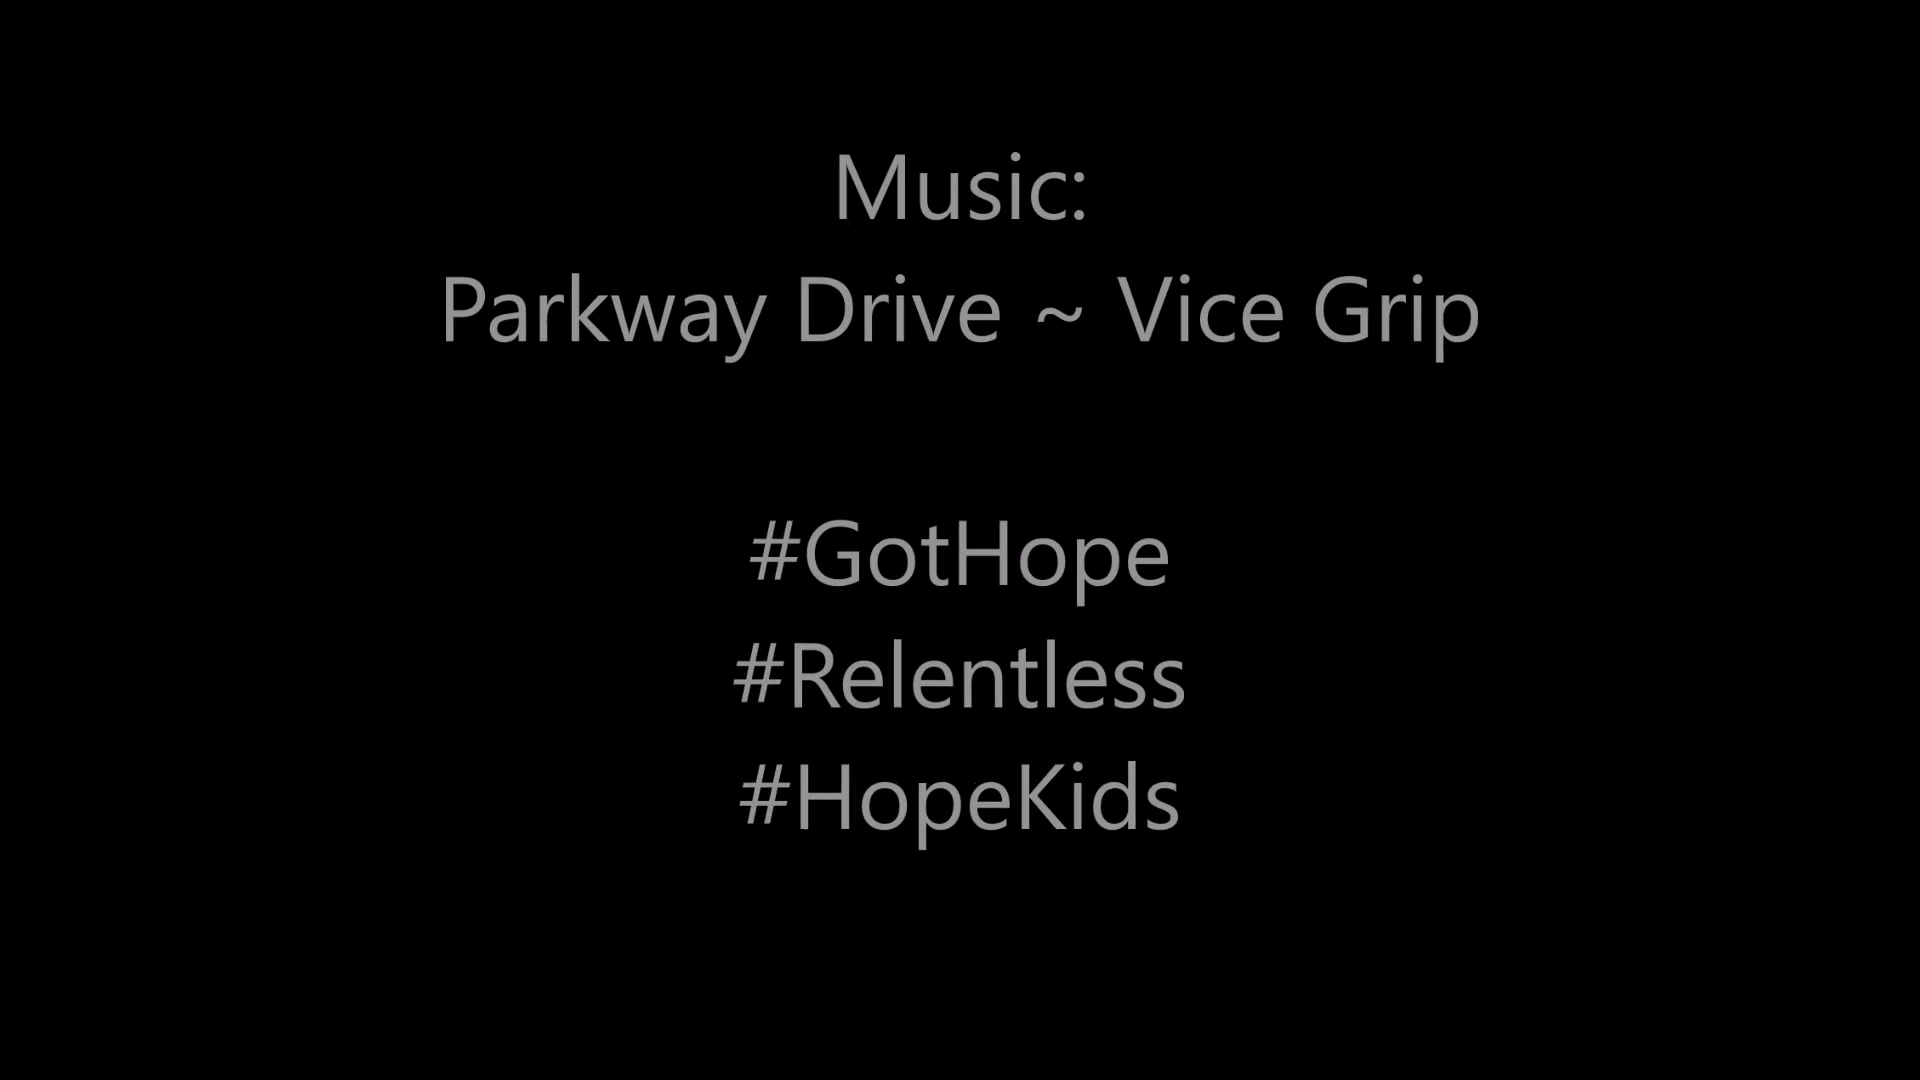 Music:
Parkway Drive ~ Vice Grip
#GotHope
#Relentless
#HopeKids